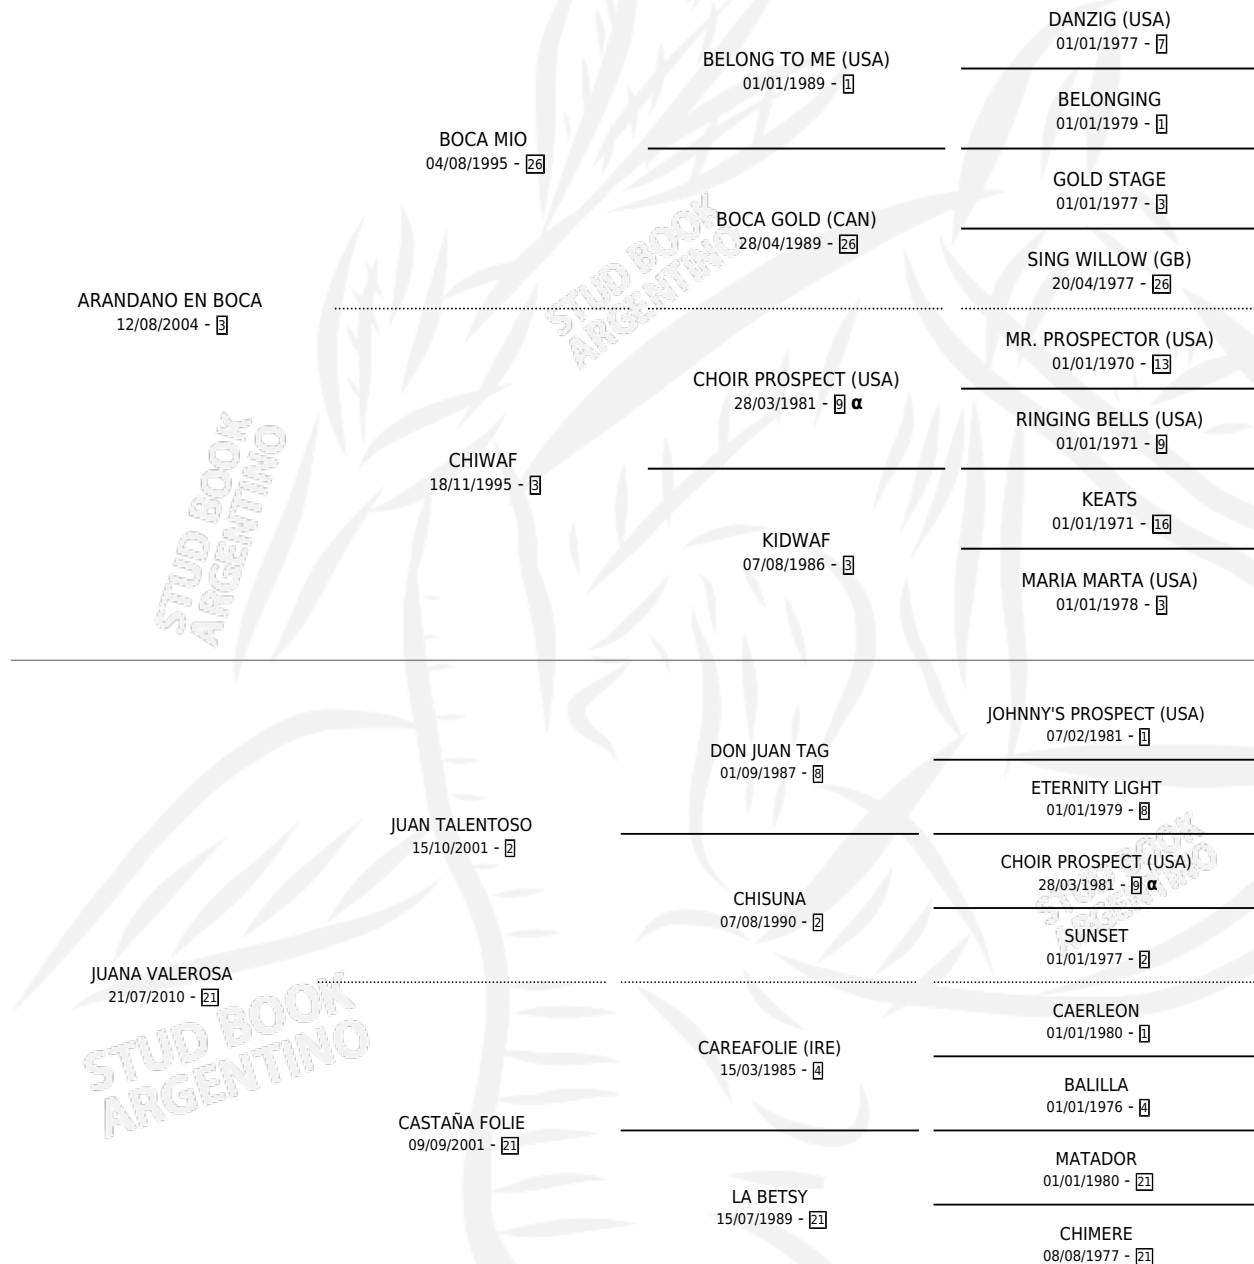 DANZIG (USA)
01/01/1977 - 7
BELONG TO ME (USA)
01/01/1989 - 1
BELONGING
01/01/1979 - 1
BOCA MIO
04/08/1995 - 26
GOLD STAGE
01/01/1977 - 3
BOCA GOLD (CAN)
28/04/1989 - 26
SING WILLOW (GB)
20/04/1977 - 26
ARANDANO EN BOCA
12/08/2004 - 3
MR. PROSPECTOR (USA)
01/01/1970 - 13
CHOIR PROSPECT (USA)
28/03/1981 - 9 α
RINGING BELLS (USA)
01/01/1971 - 9
CHIWAF
18/11/1995 - 3
KEATS
01/01/1971 - 16
KIDWAF
07/08/1986 - 3
MARIA MARTA (USA)
01/01/1978 - 3
JOHNNY'S PROSPECT (USA)
07/02/1981 - 1
DON JUAN TAG
01/09/1987 - 8
ETERNITY LIGHT
01/01/1979 - 8
JUAN TALENTOSO
15/10/2001 - 2
CHOIR PROSPECT (USA)
28/03/1981 - 9 α
CHISUNA
07/08/1990 - 2
SUNSET
01/01/1977 - 2
JUANA VALEROSA
21/07/2010 - 21
CAERLEON
01/01/1980 - 1
CAREAFOLIE (IRE)
15/03/1985 - 4
BALILLA
01/01/1976 - 4
CASTAÑA FOLIE
09/09/2001 - 21
MATADOR
01/01/1980 - 21
LA BETSY
15/07/1989 - 21
CHIMERE
08/08/1977 - 21
STUD BOOK
ARGENTINO
STUD BOOK
ARGENTINO
STUD BOOK
ARGENTINO
STUD BOOK
ARGENTINO